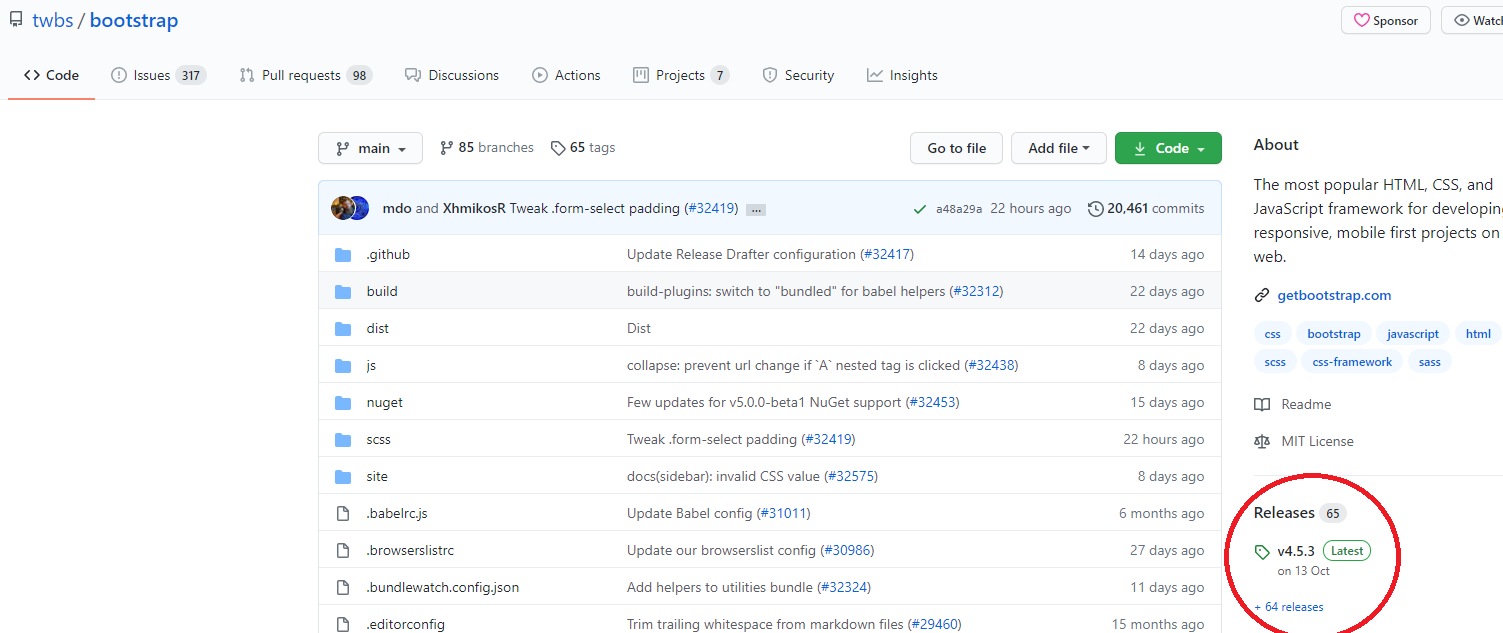 twbs / bootstrap
Sponsor
Watch
Code
Issues 317
Pull requests 98
Discussions
Actions
Projects 7
Security
Insights
main
85 branches
65 tags
Go to file
Add file
Code
mdo and XhmikosR Tweak .form-select padding (#32419) ...
a48a29a 22 hours ago 20,461 commits
.github Update Release Drafter configuration (#32417) 14 days ago
build build-plugins: switch to "bundled" for babel helpers (#32312) 22 days ago
dist Dist 22 days ago
js collapse: prevent url change if `A` nested tag is clicked (#32438) 8 days ago
nuget Few updates for v5.0.0-beta1 NuGet support (#32453) 15 days ago
scss Tweak .form-select padding (#32419) 22 hours ago
site docs(sidebar): invalid CSS value (#32575) 8 days ago
.babelrc.js Update Babel config (#31011) 6 months ago
.browserslistrc Update our browserslist config (#30986) 27 days ago
.bundlewatch.config.json Add helpers to utilities bundle (#32324) 11 days ago
.editorconfig Trim trailing whitespace from markdown files (#29460) 15 months ago
About
The most popular HTML, CSS, and
JavaScript framework for developing
responsive, mobile first projects on
web.
getbootstrap.com
css bootstrap javascript html
scss css-framework sass
Readme
MIT License
Releases 65
v4.5.3 Latest
on 13 Oct
+ 64 releases